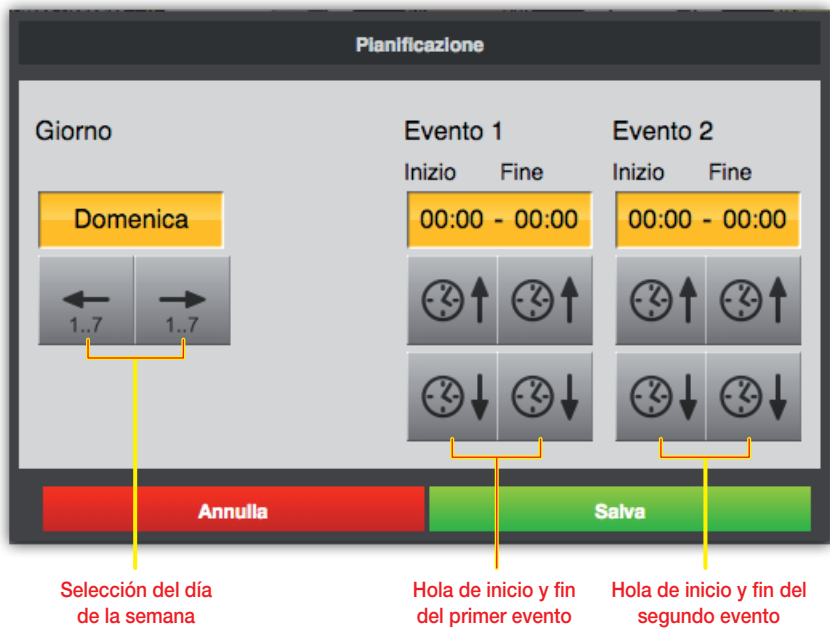 Pianificazione
Giorno
Evento 1
Evento 2
Inizio Fine
Inizio Fine
Domenica
00:00 - 00:00
00:00 - 00:00
1..7
1..7
Annulla
Salva
Selección del día
de la semana
Hola de inicio y fin
del primer evento
Hola de inicio y fin del
segundo evento